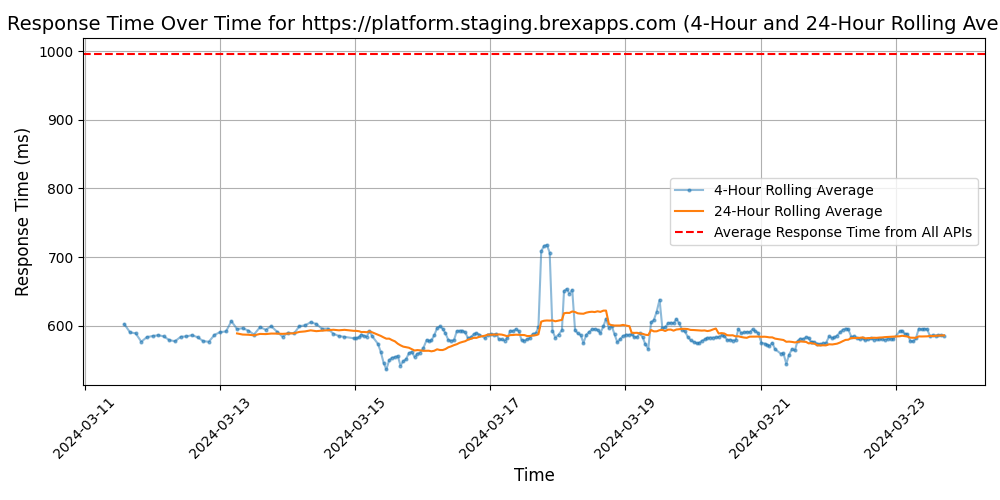 Response Time Over Time for https://platform.staging.brexapps.com (4-Hour and 24-Hour Rolling Ave
Response Time (ms)
1000
900
800
700
600
4-Hour Rolling Average
24-Hour Rolling Average
Average Response Time from All APIs
2024-03-11
2024-03-13
2024-03-15
2024-03-17
2024-03-19
2024-03-21
2024-03-23
Time